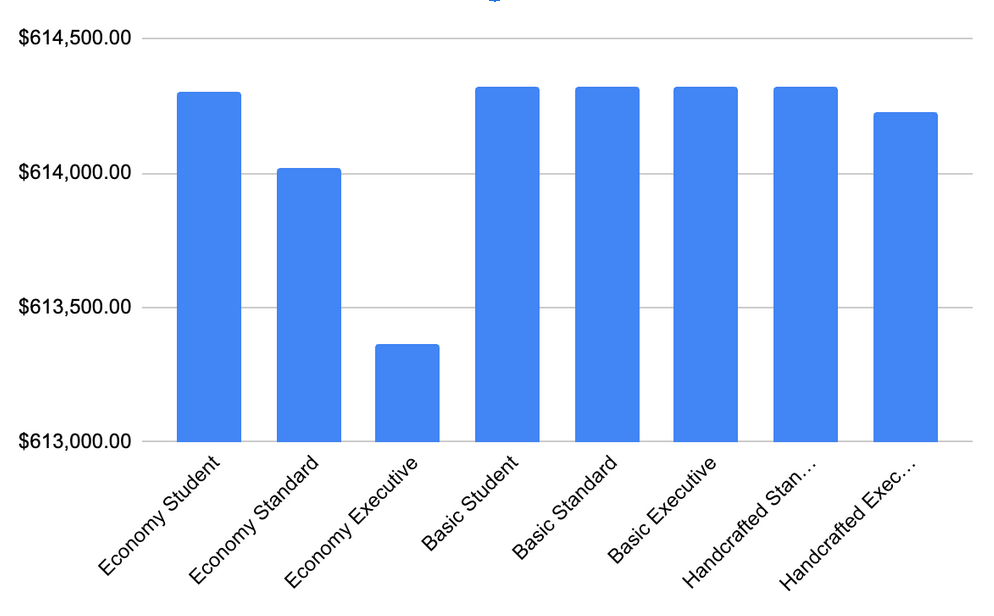 $614,500.00
$614,000.00
$613,500.00
$613,000.00
Economy Student
Economy Standard
Economy Executive
Basic Student
Basic Standard
Basic Executive
Handcrafted Stan...
Handcrafted Exec...